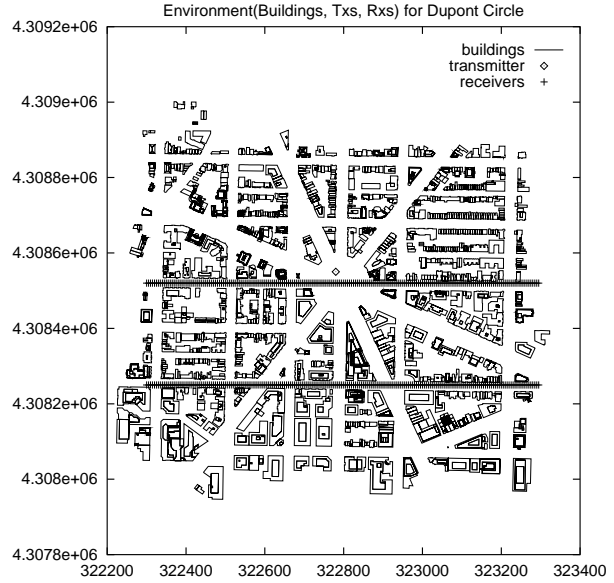 Environment(Buildings, Txs, Rxs) for Dupont Circle
4.3092e+06
4.309e+06
4.3088e+06
4.3086e+06
4.3084e+06
4.3082e+06
4.308e+06
4.3078e+06
buildings
transmitter
receivers
322200 322400 322600 322800 323000 323200 323400